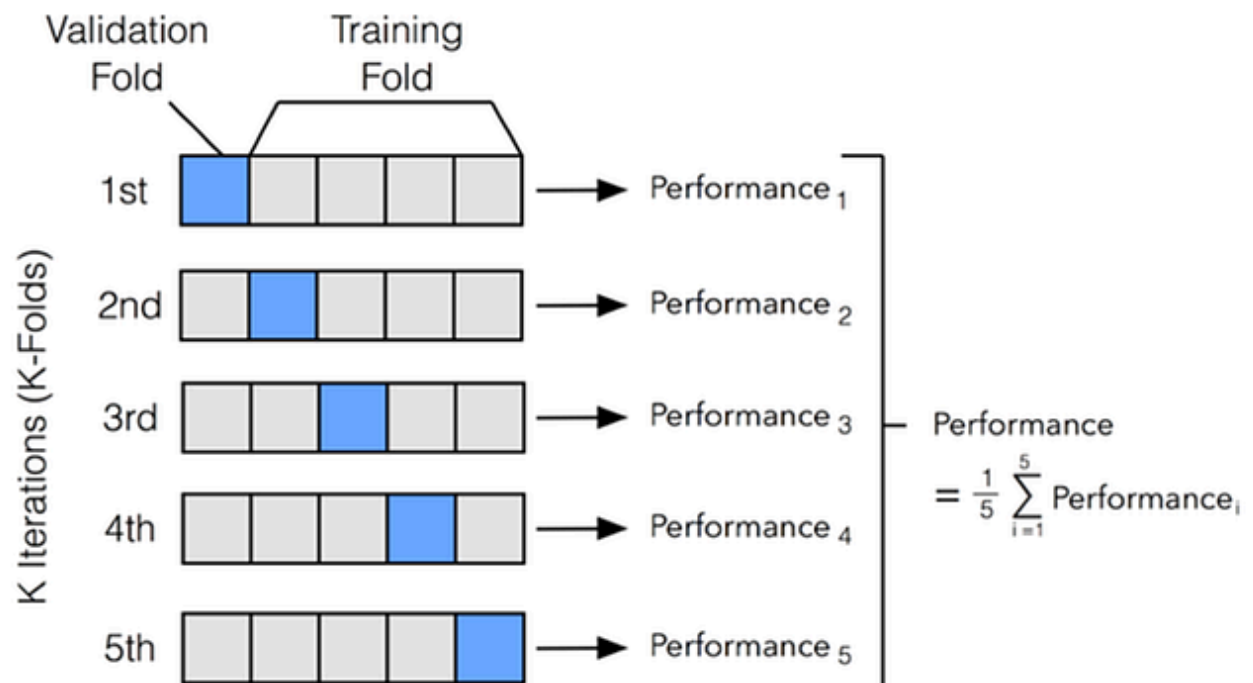 Validation
Fold
Training
Fold
K Iterations (K-Folds)
1st
Performance 1
2nd
Performance 2
3rd
Performance 3
4th
Performance 4
5th
Performance 5
Performance
= 1/5 ∑ i=1 5 Performance i